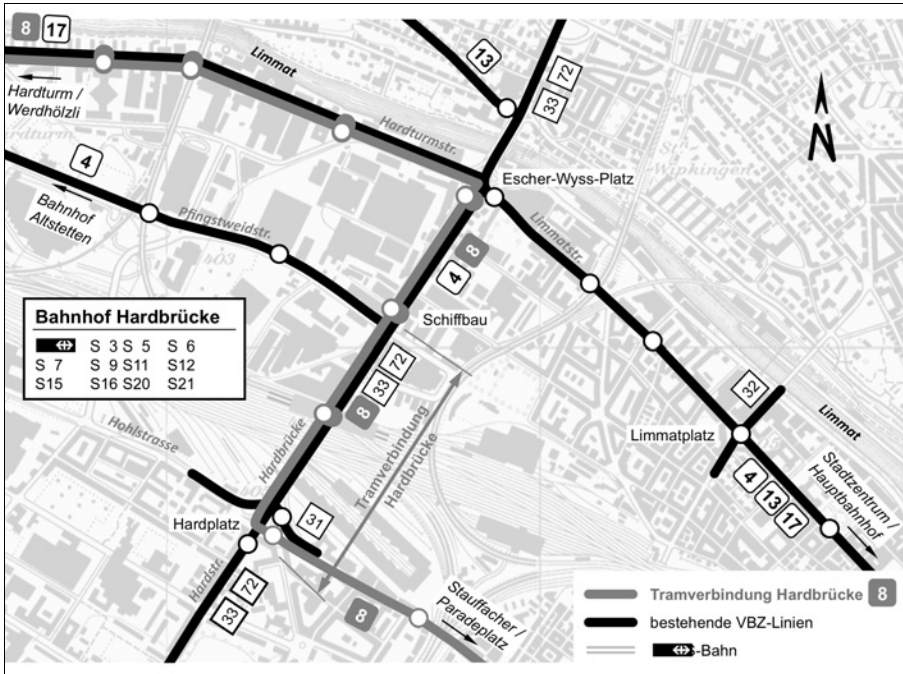 8 17
Limmat
13
33 72
Hardturm /
Werdhölzli
Hardturmstr.
Escher-Wyss-Platz
Wipkingen
N
4
Bahnhof
Altstetten
Pfingstweidstr.
403
Limmatstr.
4 8
Schiffbau
Bahnhof Hardbrücke
S 3 S 5 S 6
S 7 S 9 S11 S12
S15 S16 S20 S21
8 33 72
Hardbrücke
Tramverbindung
Hardbrücke
Hohlstrasse
32
Limmat
Limmatplatz
4 13 17
Stadtzentrum /
Hauptbahnhof
Hardplatz
31
Hardstr.
33 72
8
Stauffacher /
Paradeplatz
Tramverbindung Hardbrücke 8
bestehende VBZ-Linien
-Bahn